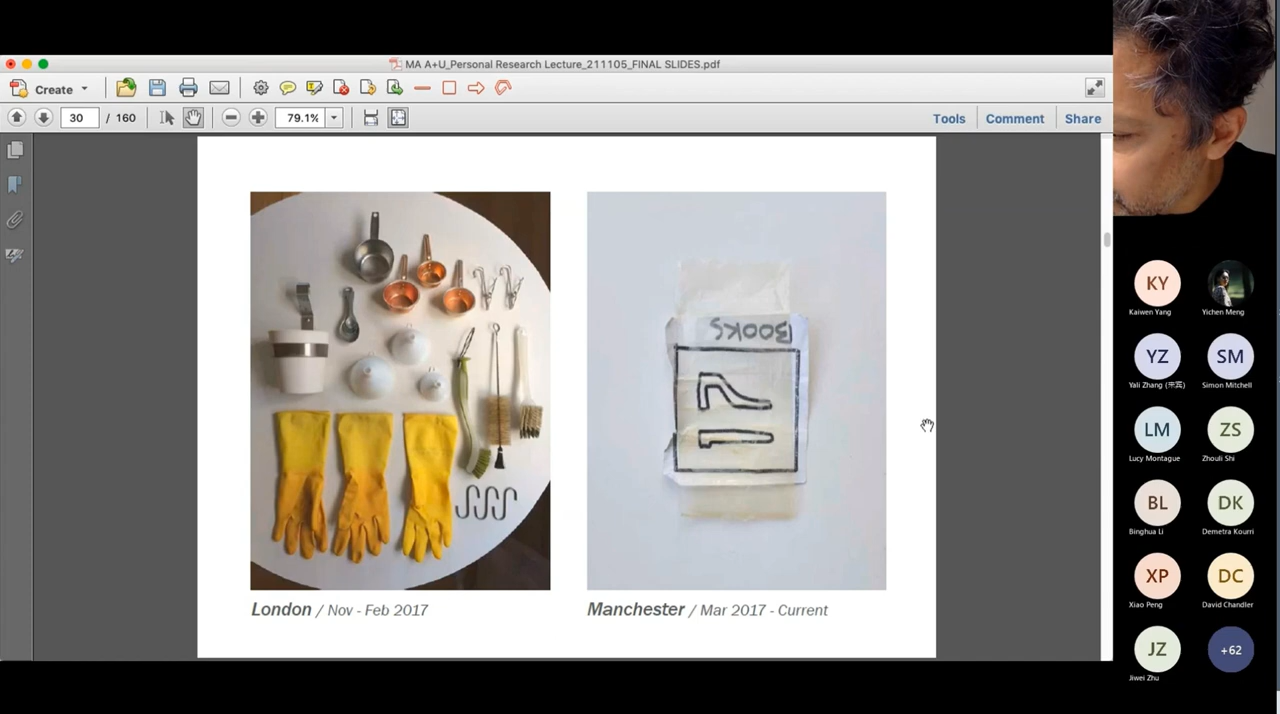 MA A+U_Personal Research Lecture_211105_FINAL SLIDES.pdf
Create
30 / 160
79.1%
Tools
Comment
Share
BOOKS
London / Nov - Feb 2017
Manchester / Mar 2017 - Current
KY
Kaiwen Yang
Yichen Meng
YZ
Yali Zhang (来宾)
SM
Simon Mitchell
LM
Lucy Montague
ZS
Zhouli Shi
BL
Binghua Li
DK
Demetra Kourri
XP
Xiao Peng
DC
David Chandler
JZ
Jiwei Zhu
+62